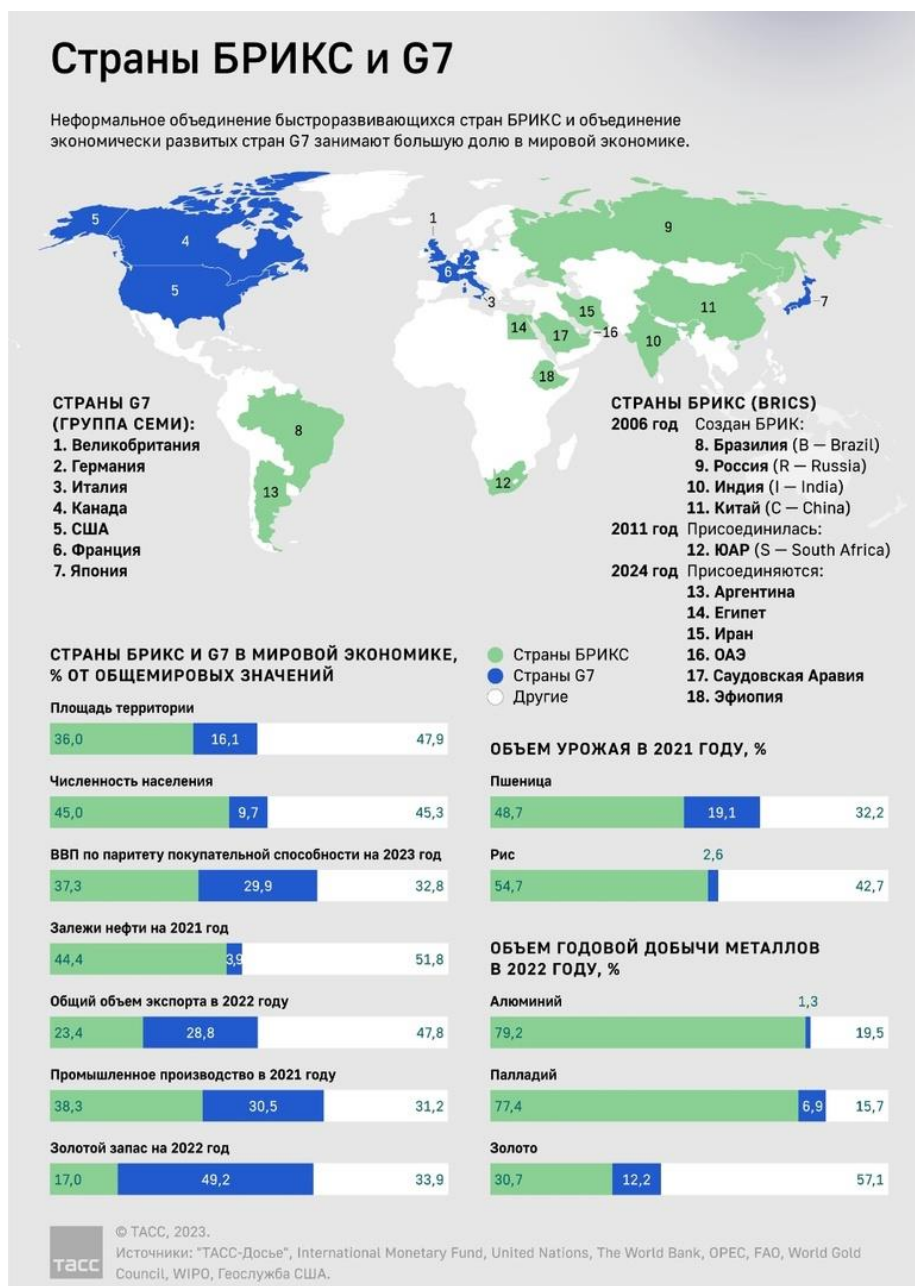 Страны БРИКС и G7
Неформальное объединение быстроразвивающихся стран БРИКС и объединение
экономически развитых стран G7 занимают большую долю в мировой экономике.
5
4
5
1
6
2
3
9
7
11
10
15
16
14
17
18
8
13
12
СТРАНЫ G7
(ГРУППА СЕМИ):
1. Великобритания
2. Германия
3. Италия
4. Канада
5. США
6. Франция
7. Япония
СТРАНЫ БРИКС (BRICS)
2006 год Создан БРИК:
8. Бразилия (B — Brazil)
9. Россия (R — Russia)
10. Индия (I — India)
11. Китай (C — China)
2011 год Присоединилась:
12. ЮАР (S — South Africa)
2024 год Присоединяются:
13. Аргентина
14. Египет
15. Иран
16. ОАЭ
17. Саудовская Аравия
18. Эфиопия
Страны БРИКС
Страны G7
Другие
СТРАНЫ БРИКС И G7 В МИРОВОЙ ЭКОНОМИКЕ,
% ОТ ОБЩЕМИРОВЫХ ЗНАЧЕНИЙ
Площадь территории
36,0 16,1 47,9
Численность населения
45,0 9,7 45,3
ВВП по паритету покупательной способности на 2023 год
37,3 29,9 32,8
Залежи нефти на 2021 год
44,4 3,9 51,8
Общий объем экспорта в 2022 году
23,4 28,8 47,8
Промышленное производство в 2021 году
38,3 30,5 31,2
Золотой запас на 2022 год
17,0 49,2 33,9
ОБЪЕМ УРОЖАЯ В 2021 ГОДУ, %
Пшеница
48,7 19,1 32,2
Рис 2,6
54,7 42,7
ОБЪЕМ ГОДОВОЙ ДОБЫЧИ МЕТАЛЛОВ
В 2022 ГОДУ, %
Алюминий 1,3
79,2 19,5
Палладий
77,4 6,9 15,7
Золото
30,7 12,2 57,1
тасс
© ТАСС, 2023.
Источники: "ТАСС-Досье", International Monetary Fund, United Nations, The World Bank, OPEC, FAO, World Gold
Council, WIPO, Геослужба США.